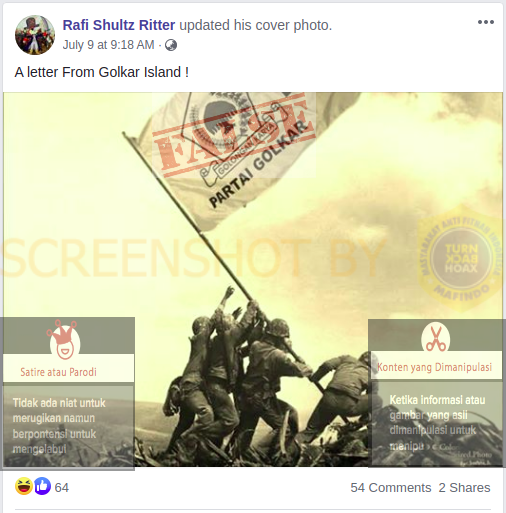 Rafi Shultz Ritter updated his cover photo.
July 9 at 9:18 AM ·
A letter From Golkar Island !
FALSE
GOLONGAN KARYA
PARTAI GOLKAR
SCREENSHOT BY
MASYARAKAT ANTI FITNAH
TURN
BACK
HOAX
MAFINDO
Satire atau Parodi
Tidak ada niat untuk
merugikan namun
berpotensi untuk
mengelabui
Konten yang Dimanipulasi
Ketika informasi atau
gambar yang asli
dimanipulasi untuk
menipu
64
54 Comments 2 Shares